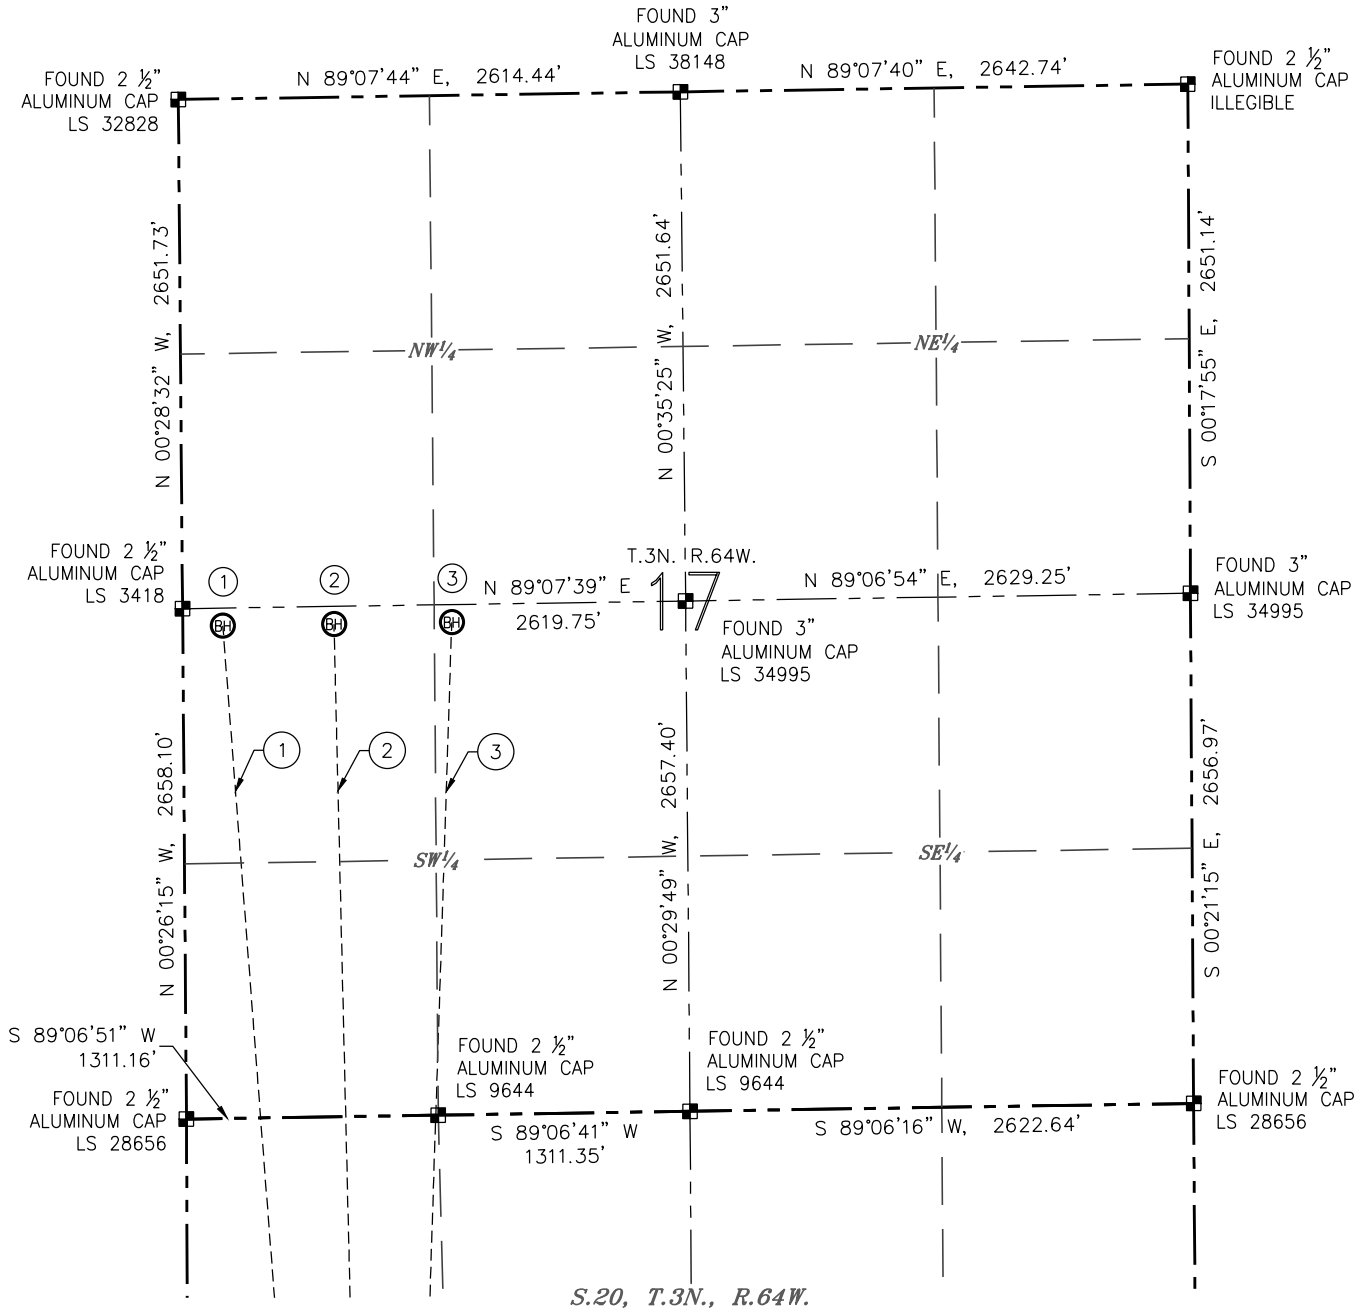 FOUND 3"
ALUMINUM CAP
LS 38148
FOUND 2 ½"
ALUMINUM CAP
LS 32828
N 89°07'44" E, 2614.44'
N 89°07'40" E, 2642.74'
FOUND 2 ½"
ALUMINUM CAP
ILLEGIBLE
N 00°28'32" W, 2651.73'
N 00°35'25" W, 2651.64'
S 00°17'55" E, 2651.14'
NW¼
NE¼
FOUND 2 ½"
ALUMINUM CAP
LS 3418
1
2
3
BH
BH
BH
N 89°07'39" E
2619.75'
T.3N. R.64W.
17
N 89°06'54" E, 2629.25'
FOUND 3"
ALUMINUM CAP
LS 34995
FOUND 3"
ALUMINUM CAP
LS 34995
1
2
3
N 00°26'15" W, 2658.10'
N 00°29'49" W, 2657.40'
S 00°21'15" E, 2656.97'
SW¼
SE¼
S 89°06'51" W
1311.16'
FOUND 2 ½"
ALUMINUM CAP
LS 28656
FOUND 2 ½"
ALUMINUM CAP
LS 9644
FOUND 2 ½"
ALUMINUM CAP
LS 9644
FOUND 2 ½"
ALUMINUM CAP
LS 28656
S 89°06'41" W
1311.35'
S 89°06'16" W, 2622.64'
S.20, T.3N., R.64W.